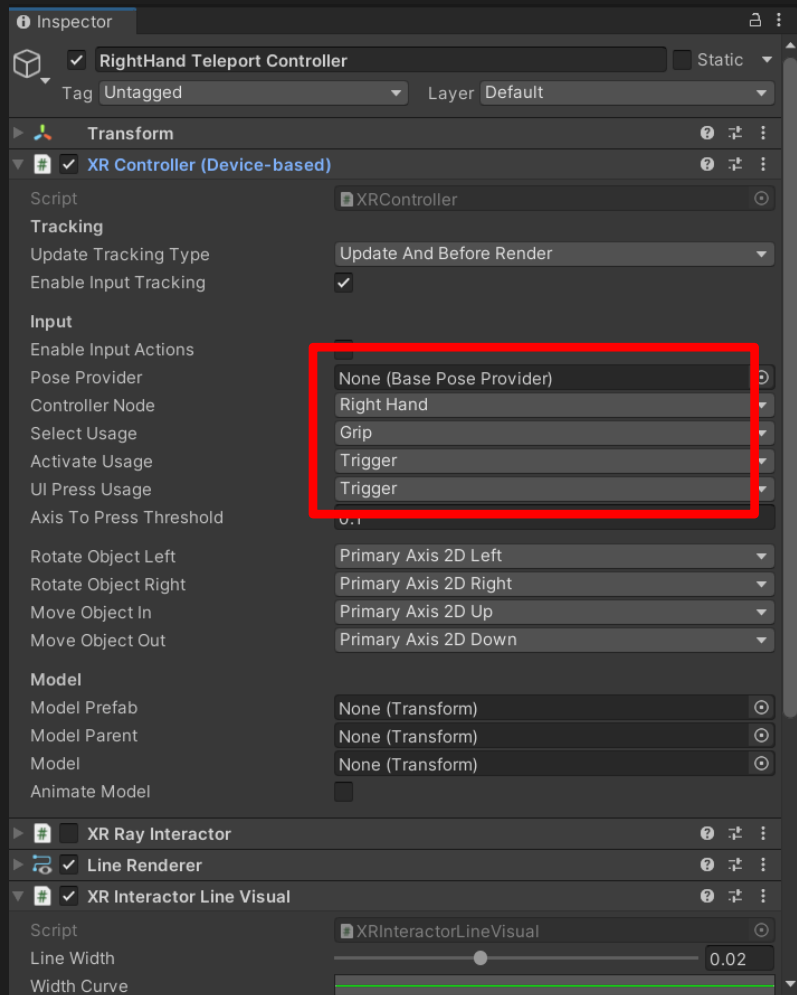 Inspector
RightHand Teleport Controller Static
Tag Untagged Layer Default
Transform
# XR Controller (Device-based)
Script # XRController
Tracking
Update Tracking Type Update And Before Render
Enable Input Tracking
Input
Enable Input Actions
Pose Provider None (Base Pose Provider)
Controller Node Right Hand
Select Usage Grip
Activate Usage Trigger
UI Press Usage Trigger
Axis To Press Threshold 0.1
Rotate Object Left Primary Axis 2D Left
Rotate Object Right Primary Axis 2D Right
Move Object In Primary Axis 2D Up
Move Object Out Primary Axis 2D Down
Model
Model Prefab None (Transform)
Model Parent None (Transform)
Model None (Transform)
Animate Model
# XR Ray Interactor
Line Renderer
# XR Interactor Line Visual
Script # XRInteractorLineVisual
Line Width 0.02
Width Curve